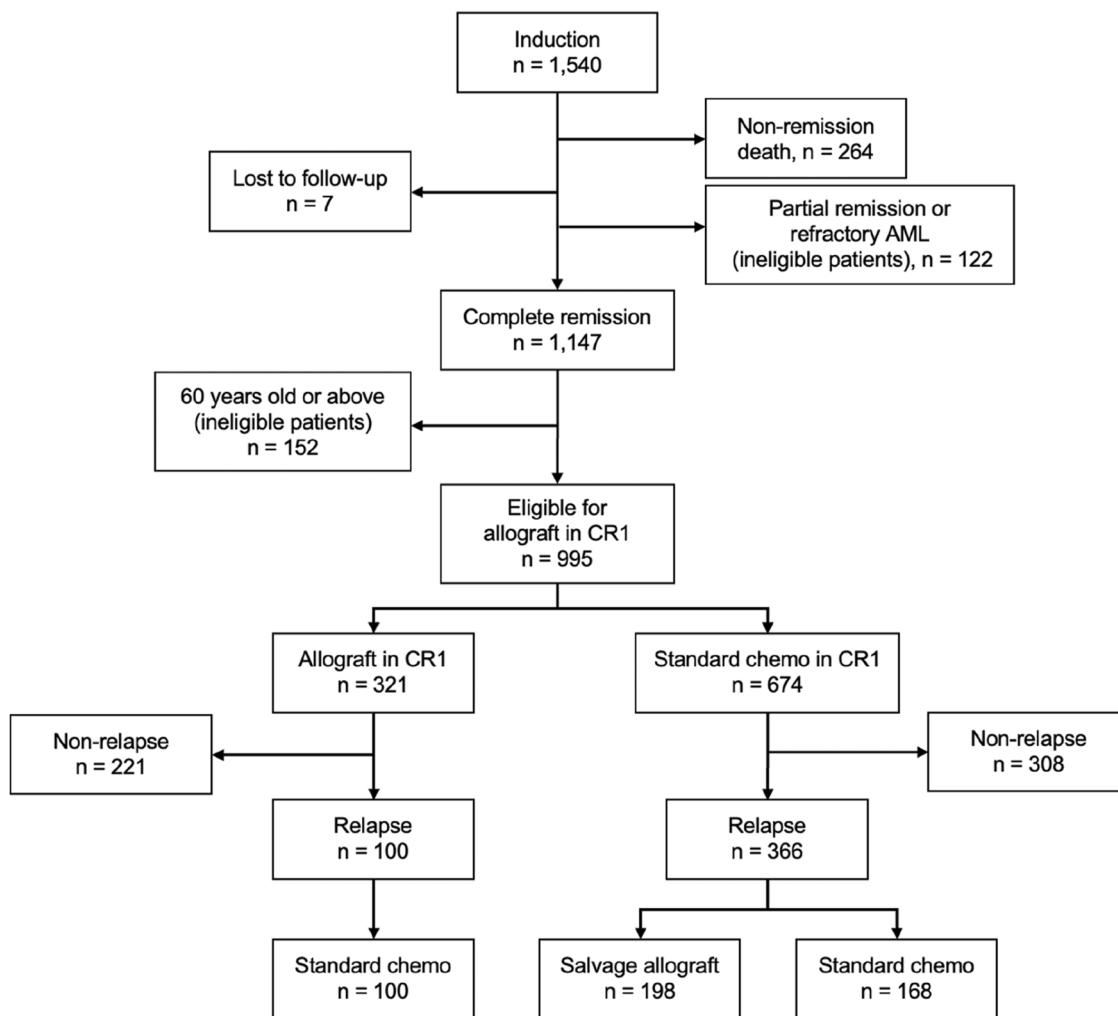 Induction
n = 1,540
Non-remission
death, n = 264
Lost to follow-up
n = 7
Partial remission or
refractory AML
(ineligible patients), n = 122
Complete remission
n = 1,147
60 years old or above
(ineligible patients)
n = 152
Eligible for
allograft in CR1
n = 995
Allograft in CR1
n = 321
Standard chemo in CR1
n = 674
Non-relapse
n = 221
Non-relapse
n = 308
Relapse
n = 100
Relapse
n = 366
Standard chemo
n = 100
Salvage allograft
n = 198
Standard chemo
n = 168